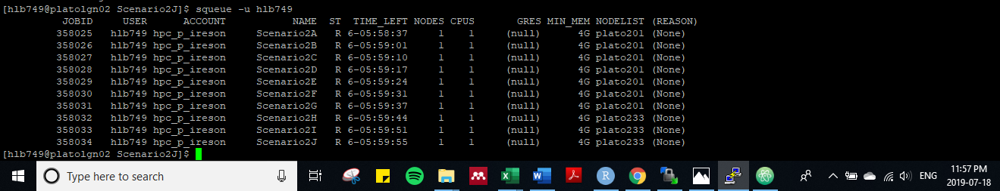 [hlb749@platolgn02 Scenario2J]$ squeue -u hlb749
JOBID USER ACCOUNT NAME ST TIME_LEFT NODES CPUS GRES MIN_MEM NODELIST (REASON)
358025 hlb749 hpc_p_ireson Scenario2A R 6-05:58:37 1 1 (null) 4G plato201 (None)
358026 hlb749 hpc_p_ireson Scenario2B R 6-05:59:01 1 1 (null) 4G plato201 (None)
358027 hlb749 hpc_p_ireson Scenario2C R 6-05:59:10 1 1 (null) 4G plato201 (None)
358028 hlb749 hpc_p_ireson Scenario2D R 6-05:59:17 1 1 (null) 4G plato201 (None)
358029 hlb749 hpc_p_ireson Scenario2E R 6-05:59:24 1 1 (null) 4G plato201 (None)
358030 hlb749 hpc_p_ireson Scenario2F R 6-05:59:31 1 1 (null) 4G plato201 (None)
358031 hlb749 hpc_p_ireson Scenario2G R 6-05:59:37 1 1 (null) 4G plato201 (None)
358032 hlb749 hpc_p_ireson Scenario2H R 6-05:59:44 1 1 (null) 4G plato233 (None)
358033 hlb749 hpc_p_ireson Scenario2I R 6-05:59:51 1 1 (null) 4G plato233 (None)
358034 hlb749 hpc_p_ireson Scenario2J R 6-05:59:55 1 1 (null) 4G plato233 (None)
[hlb749@platolgn02 Scenario2J]$
Type here to search
ENG
11:57 PM
2019-07-18